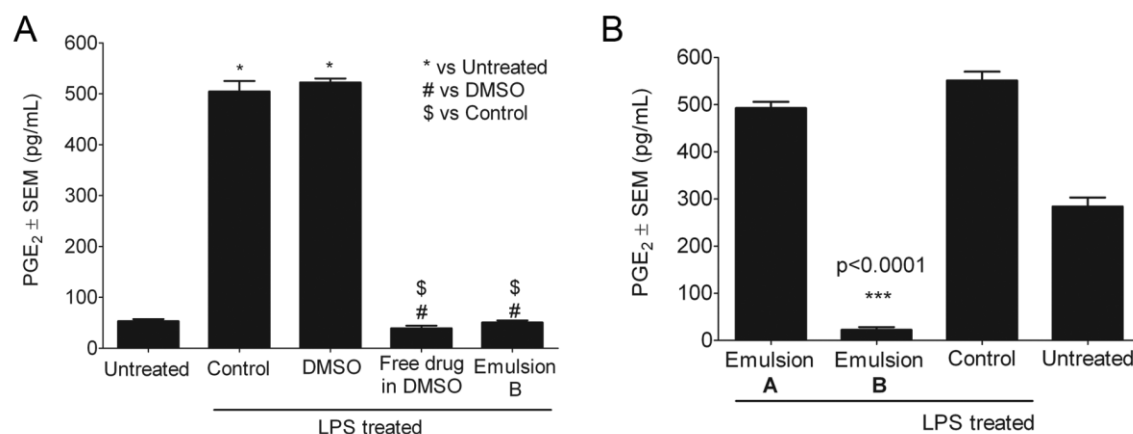 A
PGE₂ ± SEM (pg/mL)
600
500
400
300
200
100
0
*
*
* vs Untreated
# vs DMSO
$ vs Control
$
#
$
#
Untreated
Control
DMSO
Free drug
in DMSO
Emulsion
B
LPS treated
B
PGE₂ ± SEM (pg/mL)
600
500
400
300
200
100
0
p<0.0001
***
Emulsion
A
Emulsion
B
Control
Untreated
LPS treated